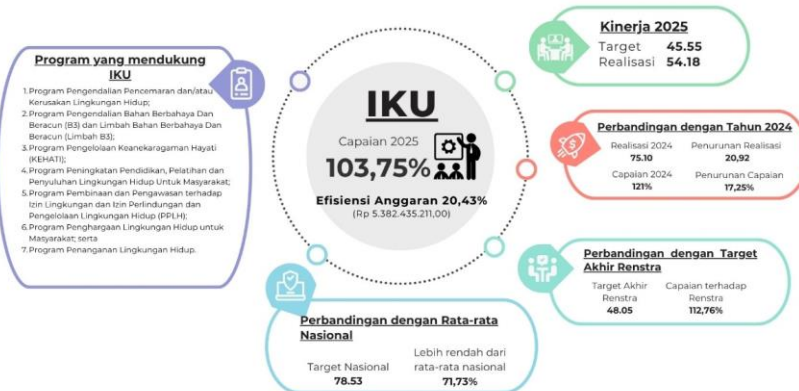 Program yang mendukung
IKU
1.Program Pengendalian Pencemaran dan/atau
Kerusakan Lingkungan Hidup;
2.Program Pengendalian Bahan Berbahaya Dan
Beracun (B3) dan Limbah Bahan Berbahaya Dan
Beracun (Limbah B3);
3.Program Pengelolaan Keanekaragaman Hayati
(KEHATI);
4.Program Peningkatan Pendidikan, Pelatihan dan
Penyuluhan Lingkungan Hidup Untuk Masyarakat;
5.Program Pembinaan dan Pengawasan terhadap
Izin Lingkungan dan Izin Perlindungan dan
Pengelolaan Lingkungan Hidup (PPLH);
6.Program Penghargaan Lingkungan Hidup untuk
Masyarakat; serta
7.Program Penanganan Lingkungan Hidup.
IKU
Capaian 2025
103,75%
Efisiensi Anggaran 20,43%
(Rp 5.382.435.211,00)
Kinerja 2025
Target 45.55
Realisasi 54.18
Perbandingan dengan Tahun 2024
Realisasi 2024 Penurunan Realisasi
75.10 20,92
Capaian 2024 Penurunan Capaian
121% 17,25%
Perbandingan dengan Target
Akhir Renstra
Target Akhir Capaian terhadap
Renstra Renstra
48.05 112,76%
Perbandingan dengan Rata-rata
Nasional
Lebih rendah dari
Target Nasional rata-rata nasional
78.53 71,73%